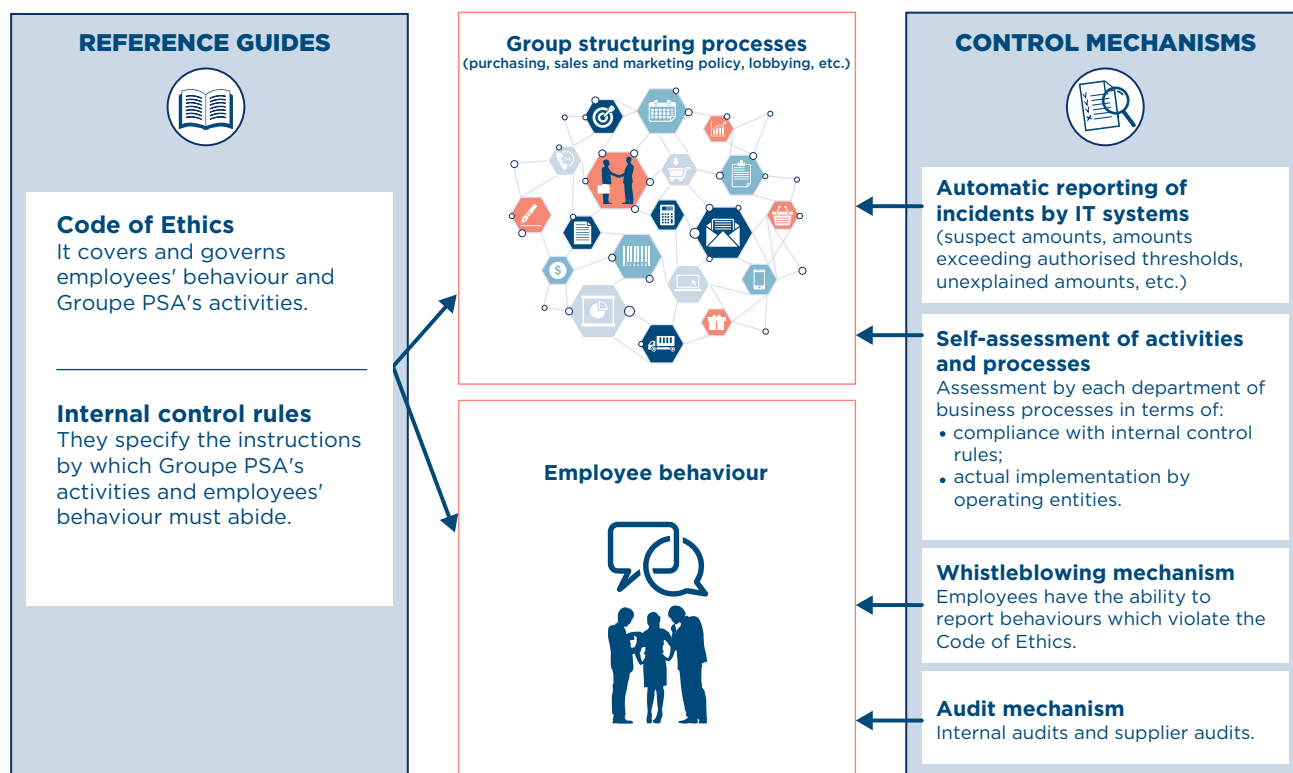 REFERENCE GUIDES
Code of Ethics
It covers and governs
employees' behaviour and
Groupe PSA's activities.
Internal control rules
They specify the instructions
by which Groupe PSA's
activities and employees'
behaviour must abide.
Group structuring processes
(purchasing, sales and marketing policy, lobbying, etc.)
$
Employee behaviour
CONTROL MECHANISMS
Automatic reporting of
incidents by IT systems
(suspect amounts, amounts
exceeding authorised thresholds,
unexplained amounts, etc.)
Self-assessment of activities
and processes
Assessment by each department of
business processes in terms of:
• compliance with internal control
rules;
• actual implementation by
operating entities.
Whistleblowing mechanism
Employees have the ability to
report behaviours which violate the
Code of Ethics.
Audit mechanism
Internal audits and supplier audits.